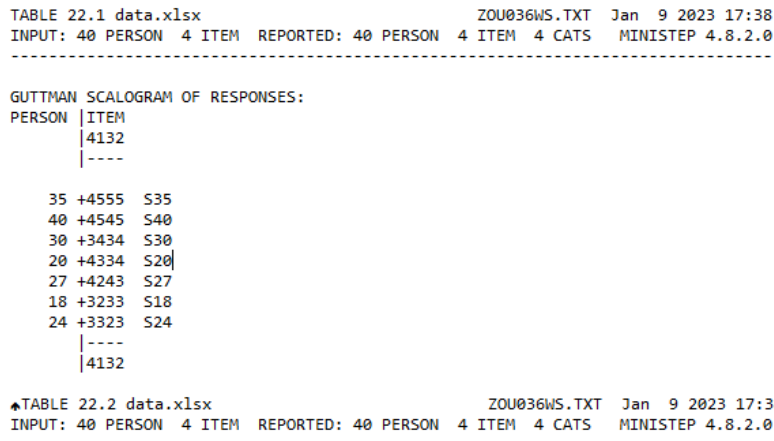 TABLE 22.1 data.xlsx ZOU036WS.TXT Jan 9 2023 17:38
INPUT: 40 PERSON 4 ITEM REPORTED: 40 PERSON 4 ITEM 4 CATS MINISTEP 4.8.2.0
--------------------------------------------------------------------------------
GUTTMAN SCALOGRAM OF RESPONSES:
PERSON |ITEM
|4132
|----
35 +4555 S35
40 +4545 S40
30 +3434 S30
20 +4334 S20
27 +4243 S27
18 +3233 S18
24 +3323 S24
|----
|4132
♠TABLE 22.2 data.xlsx ZOU036WS.TXT Jan 9 2023 17:3
INPUT: 40 PERSON 4 ITEM REPORTED: 40 PERSON 4 ITEM 4 CATS MINISTEP 4.8.2.0